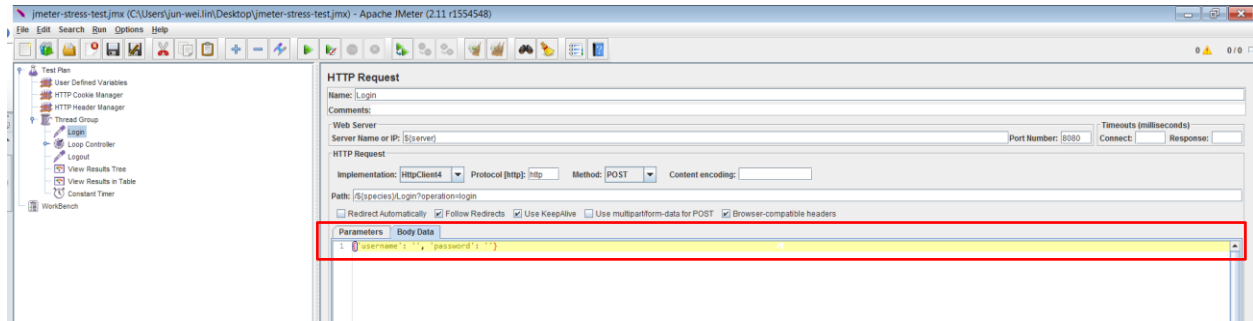 jmeter-stress-test.jmx (C:\Users\jun-wei.lin\Desktop\jmeter-stress-test.jmx) - Apache JMeter (2.11 r1554548)
File Edit Search Run Options Help
0 0/0
Test Plan
User Defined Variables
HTTP Cookie Manager
HTTP Header Manager
Thread Group
Login
Loop Controller
Logout
View Results Tree
View Results in Table
Constant Timer
WorkBench
HTTP Request
Name: Login
Comments:
Web Server
Timeouts (milliseconds)
Server Name or IP: ${server} Port Number: 8080 Connect: Response:
HTTP Request
Implementation: HttpClient4 Protocol [http]: http Method: POST Content encoding:
Path: /${species}/Login?operation=login
Redirect Automatically Follow Redirects Use KeepAlive Use multipart/form-data for POST Browser-compatible headers
Parameters Body Data
1 {'username': '', 'password': ''}